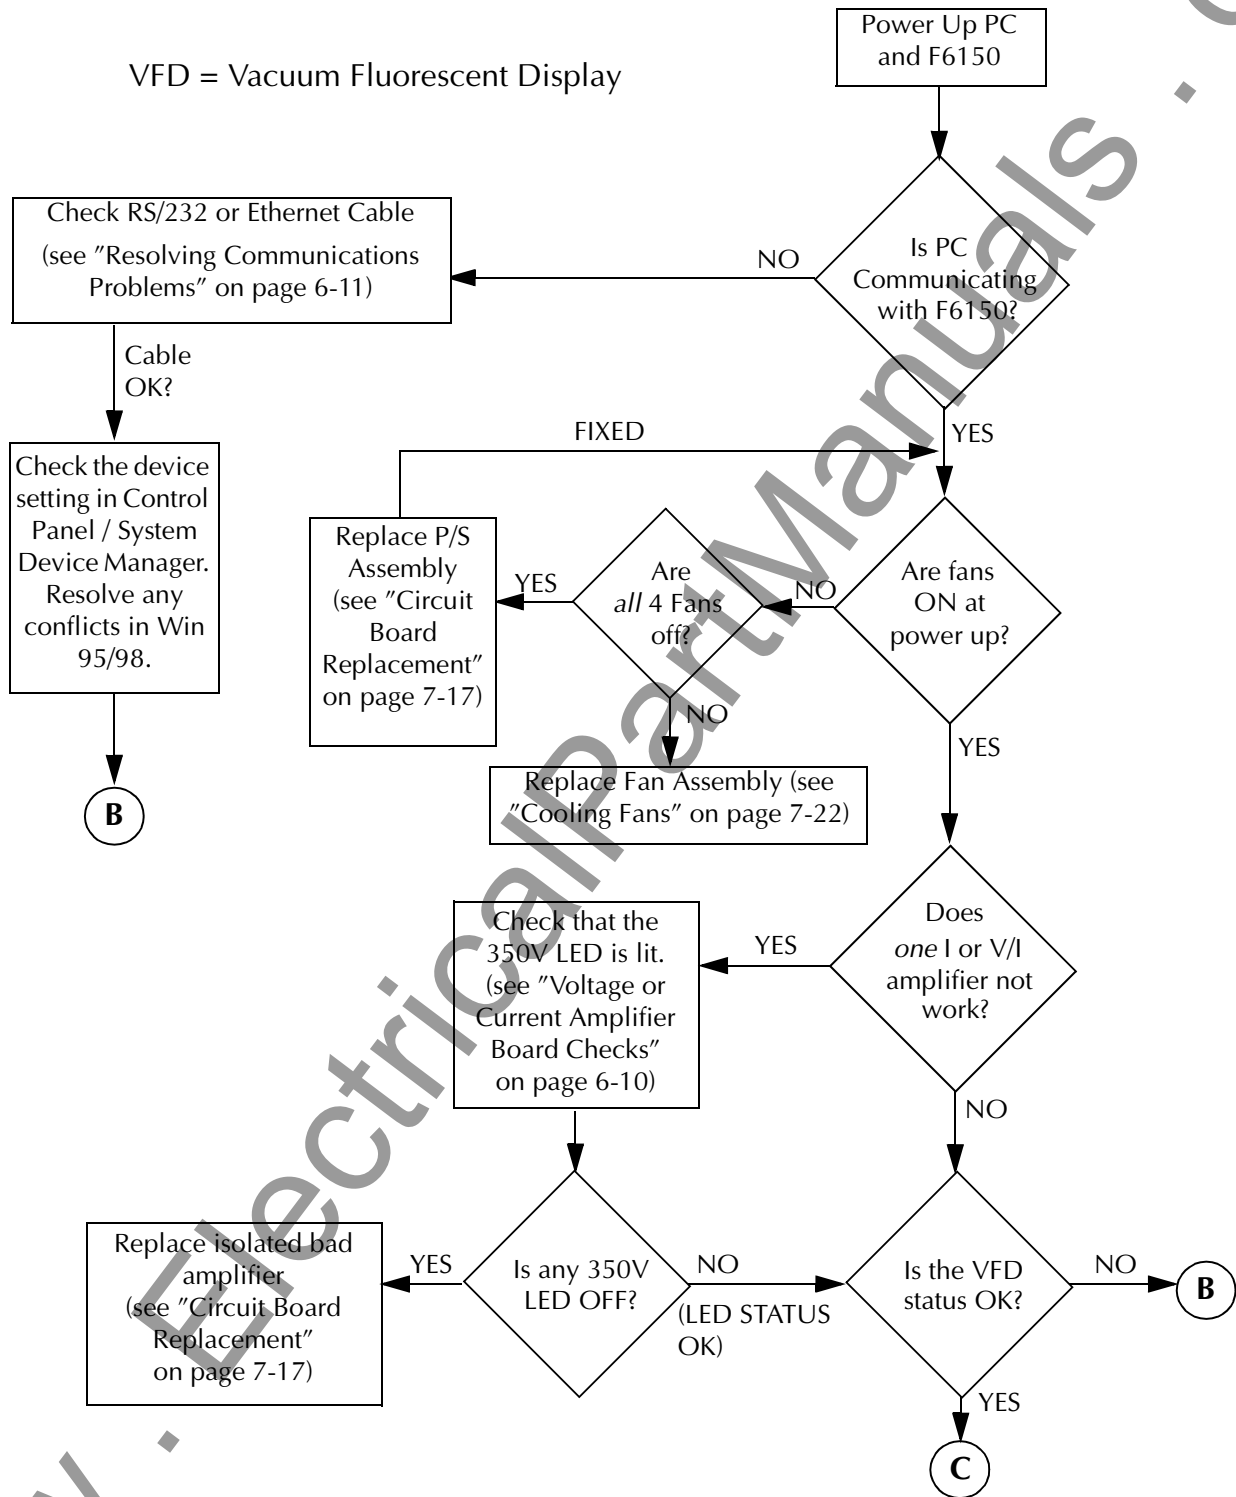 Power Up PC
and F6150
VFD = Vacuum Fluorescent Display
Check RS/232 or Ethernet Cable
(see "Resolving Communications
Problems" on page 6-11)
NO
Is PC
Communicating
with F6150?
Cable
OK?
YES
FIXED
Check the device
setting in Control
Panel / System
Device Manager.
Resolve any
conflicts in Win
95/98.
Replace P/S
Assembly
(see "Circuit
Board
Replacement"
on page 7-17)
YES
Are
all 4 Fans
off?
NO
Are fans
ON at
power up?
NO
YES
Replace Fan Assembly (see
"Cooling Fans" on page 7-22)
B
Check that the
350V LED is lit.
(see "Voltage or
Current Amplifier
Board Checks"
on page 6-10)
YES
Does
one I or V/I
amplifier not
work?
NO
Replace isolated bad
amplifier
(see "Circuit Board
Replacement"
on page 7-17)
YES
Is any 350V
LED OFF?
NO
(LED STATUS
OK)
Is the VFD
status OK?
NO
B
YES
C
. ElectricalPartManuals .